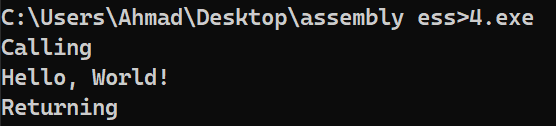 C:\Users\Ahmad\Desktop\assembly ess>4.exe
Calling
Hello, World!
Returning